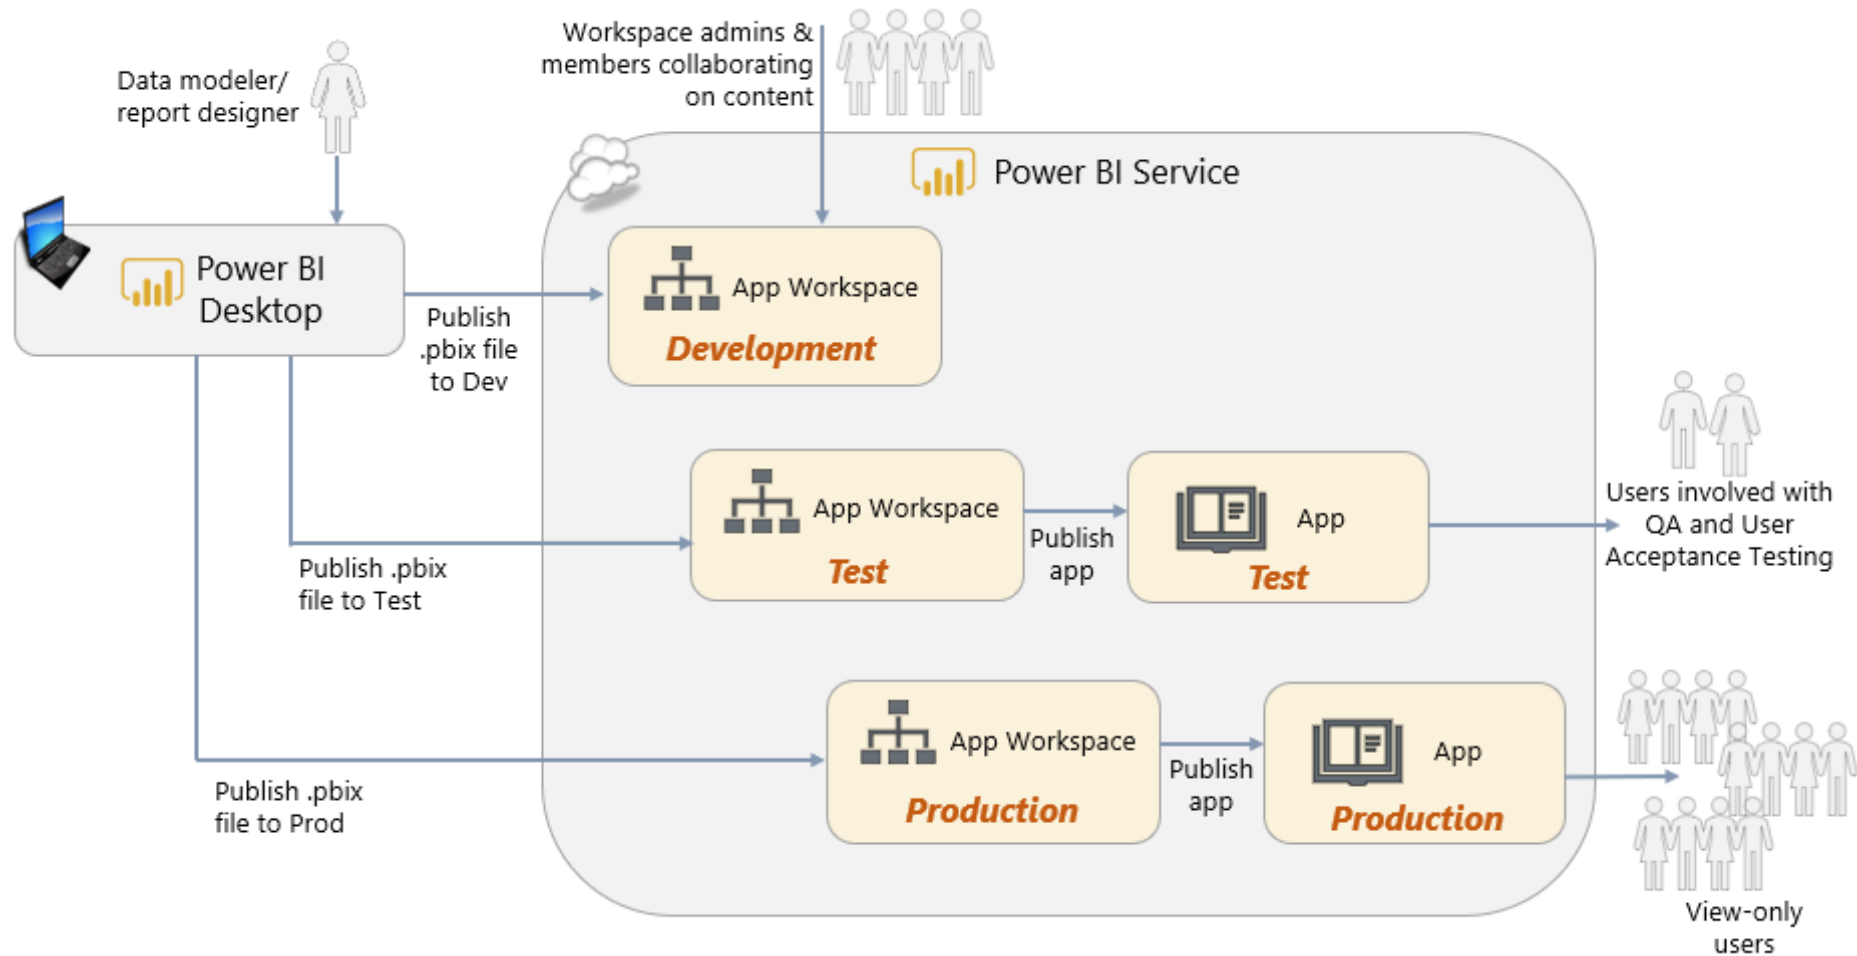 Workspace admins &
members collaborating
on content
Data modeler/
report designer
Power BI Service
Power BI
Desktop
App Workspace
Development
Publish
.pbix file
to Dev
App Workspace
Test
Publish
app
App
Test
Users involved with
QA and User
Acceptance Testing
Publish .pbix
file to Test
App Workspace
Production
Publish
app
App
Production
Publish .pbix
file to Prod
View-only
users